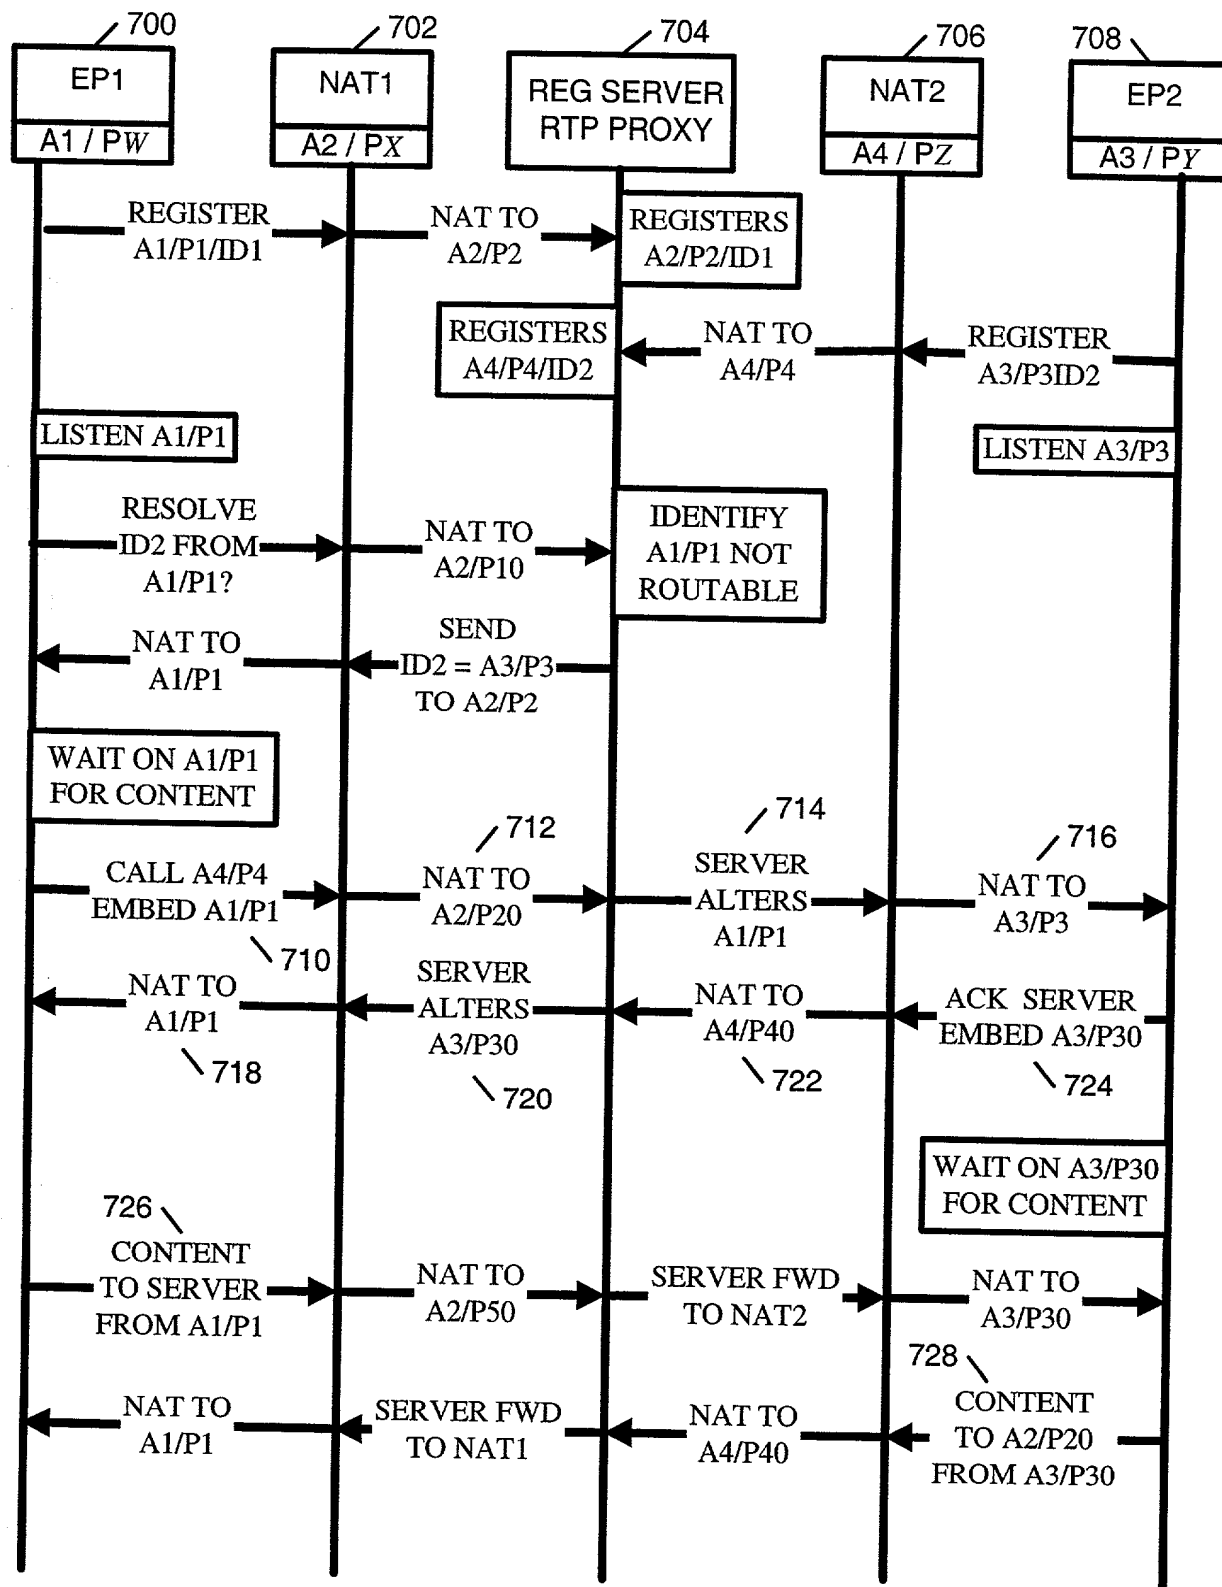 700
702
704
706
708
EP1
NAT1
REG SERVER
RTP PROXY
NAT2
EP2
A1 / PW
A2 / PX
A4 / PZ
A3 / PY
REGISTER
A1/P1/ID1
NAT TO
A2/P2
REGISTERS
A2/P2/ID1
REGISTERS
A4/P4/ID2
NAT TO
A4/P4
REGISTER
A3/P3ID2
LISTEN A1/P1
LISTEN A3/P3
RESOLVE
ID2 FROM
A1/P1?
NAT TO
A2/P10
IDENTIFY
A1/P1 NOT
ROUTABLE
NAT TO
A1/P1
SEND
ID2 = A3/P3
TO A2/P2
WAIT ON A1/P1
FOR CONTENT
CALL A4/P4
EMBED A1/P1
710
712
NAT TO
A2/P20
714
SERVER
ALTERS
A1/P1
716
NAT TO
A3/P3
NAT TO
A1/P1
718
SERVER
ALTERS
A3/P30
720
NAT TO
A4/P40
722
ACK SERVER
EMBED A3/P30
724
WAIT ON A3/P30
FOR CONTENT
726
CONTENT
TO SERVER
FROM A1/P1
NAT TO
A2/P50
SERVER FWD
TO NAT2
NAT TO
A3/P30
NAT TO
A1/P1
SERVER FWD
TO NAT1
NAT TO
A4/P40
728
CONTENT
TO A2/P20
FROM A3/P30